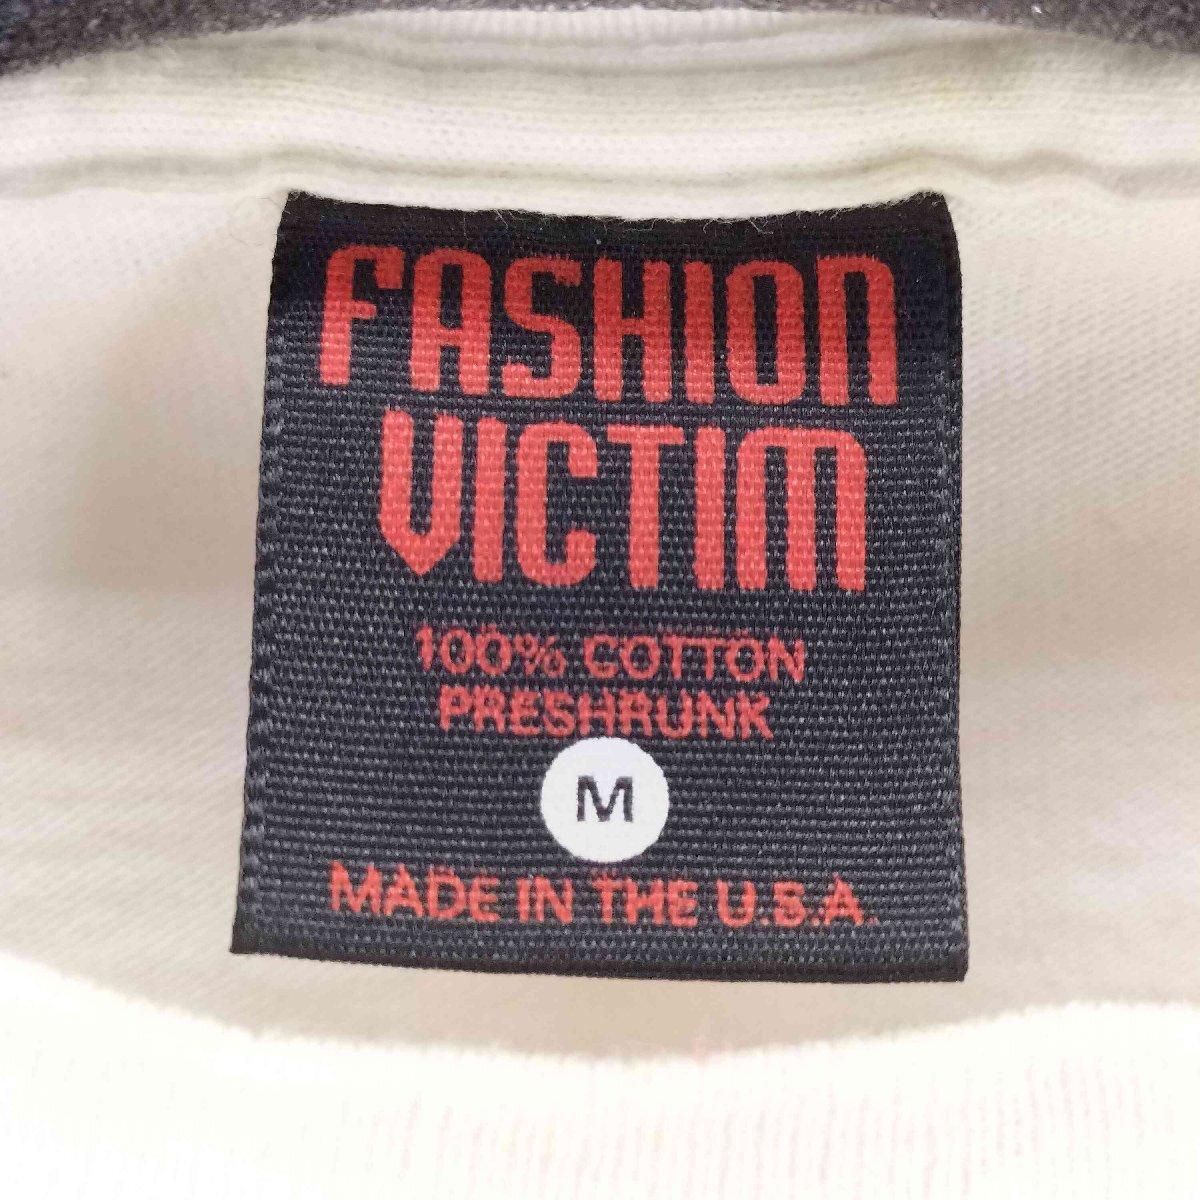 FASHION
VICTIM
100% COTTON
PRESHRUNK
M
MADE IN THE U.S.A.